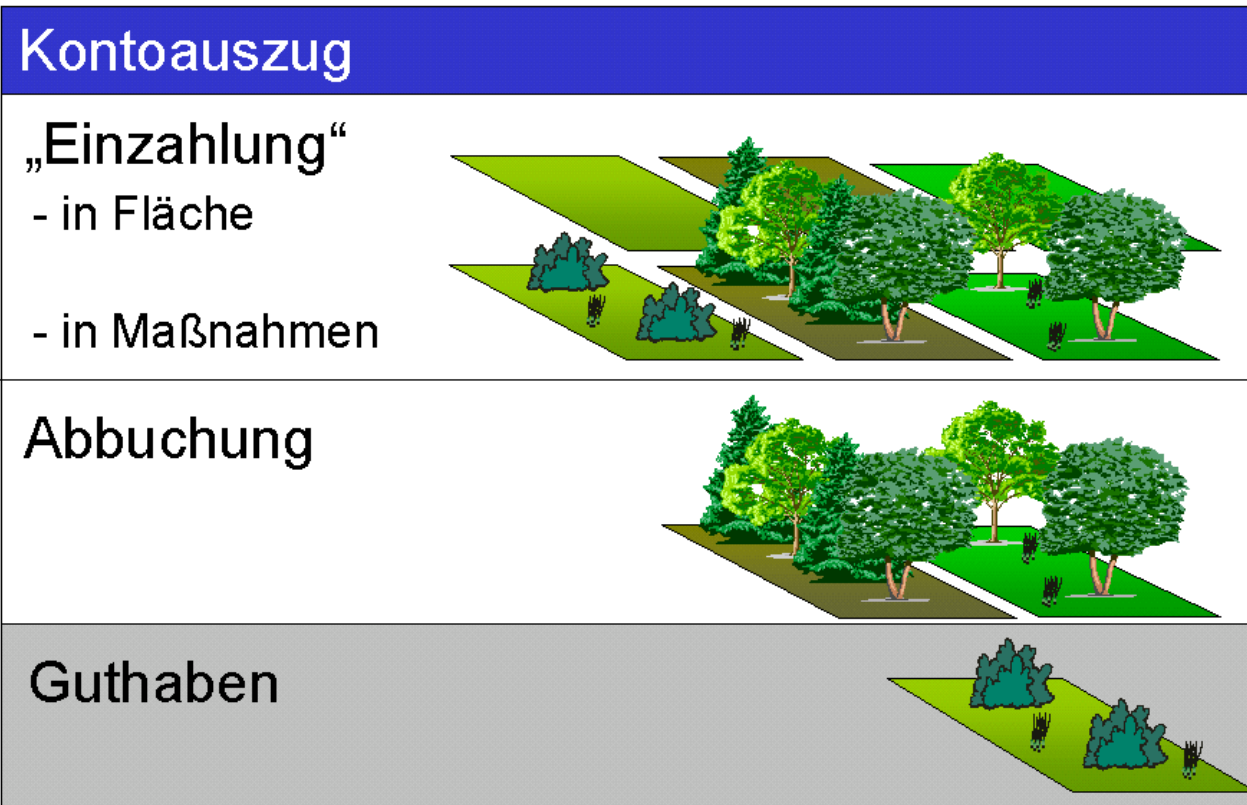 Kontoauszug
„Einzahlung“
- in Fläche
- in Maßnahmen
Abbuchung
Guthaben